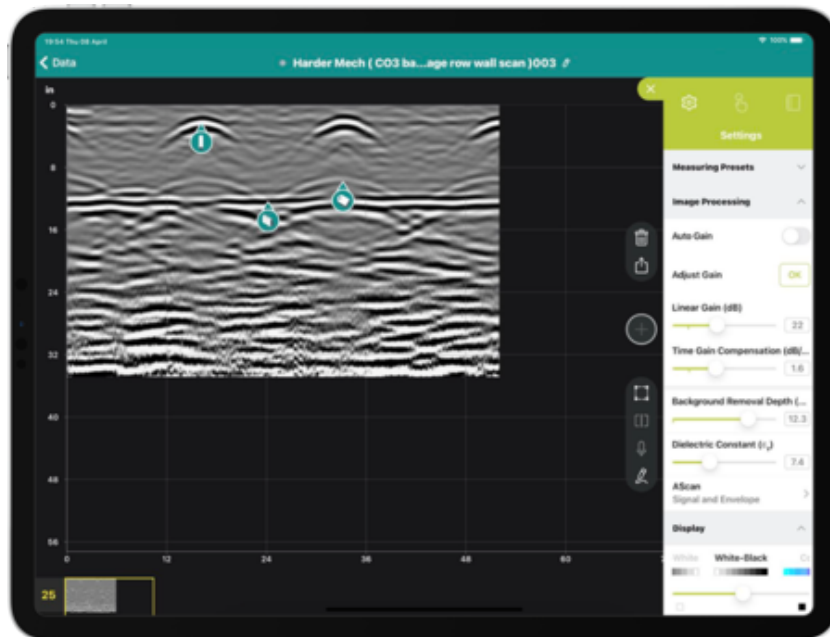 19:54 Thu 08 April
100%
Data
Harder Mech ( CO3 ba...age row wall scan )003
in
0
8
16
24
32
40
48
56
0
12
24
36
48
60
25
Settings
Measuring Presets
Image Processing
Auto Gain
Adjust Gain
OK
Linear Gain (dB)
22
Time Gain Compensation (dB/...
1.6
Background Removal Depth (...
12.3
Dielectric Constant (εr)
7.4
AScan
Signal and Envelope
Display
White
White-Black